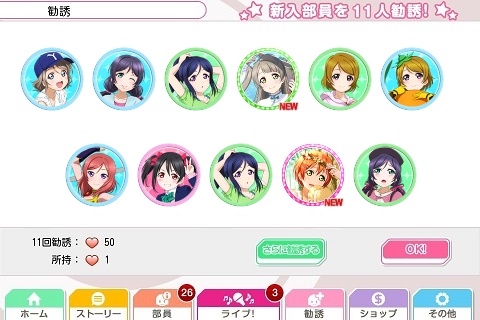 勧誘
新入部員を11人勧誘!
NEW
NEW
11回勧誘: 50
所持: 1
さらに勧誘する
OK!
26
3
ホーム
ストーリー
部員
ライブ!
勧誘
ショップ
その他